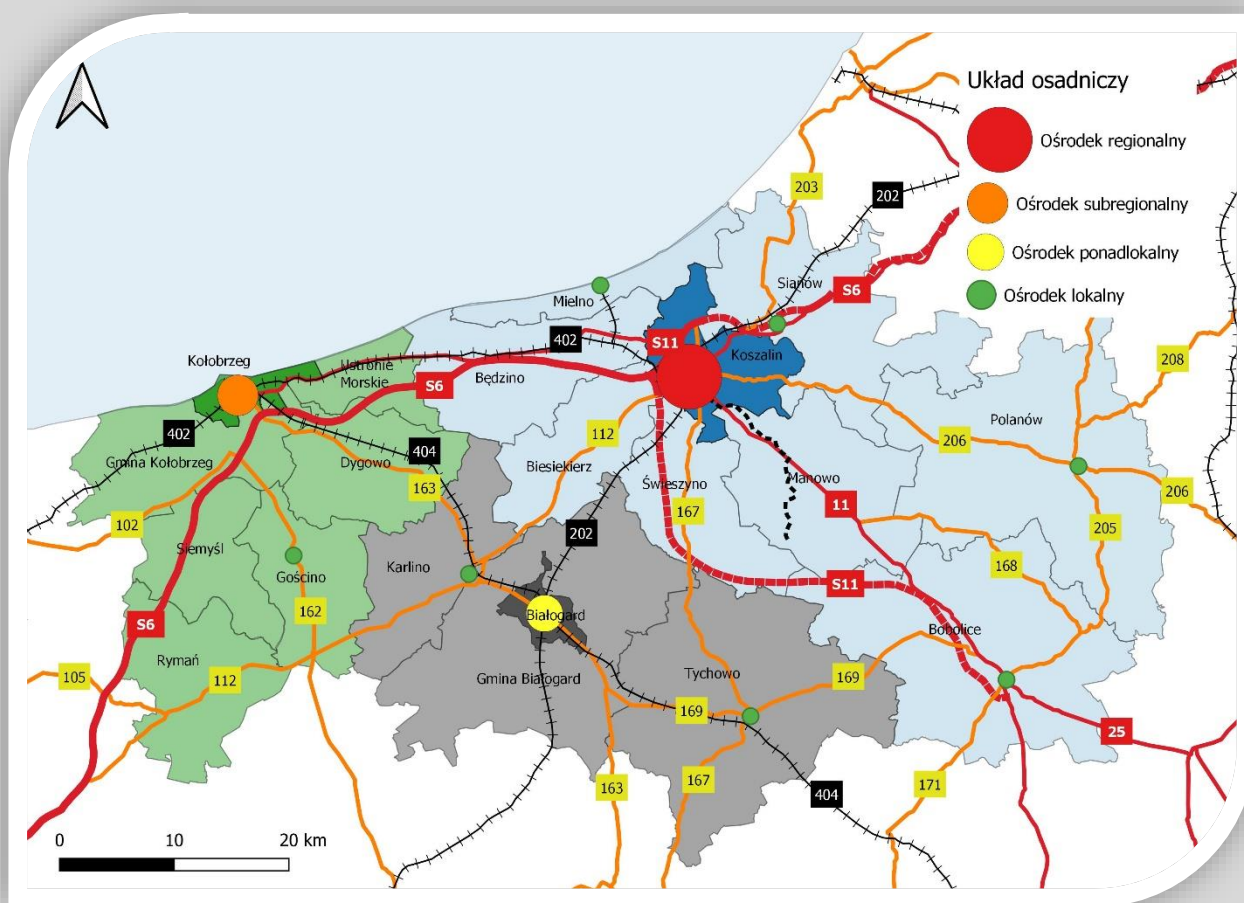 Układ osadniczy
Ośrodek regionalny
Ośrodek subregionalny
Ośrodek ponadlokalny
Ośrodek lokalny
203
202
Sianów
S6
Mielno
402
S11
Koszalin
Kołobrzeg
Ustronie
Morskie
S6
Będzino
208
Polanów
402
404
112
206
Gmina Kołobrzeg
Dygowo
163
Biesiekierz
Świeszyno
Manowo
206
102
167
11
205
202
Siemyśl
Gościno
Karlino
168
S11
162
S6
Białogard
Bobolice
Rymań
105
112
Gmina Białogard
Tychowo
169
169
25
163
167
404
171
0 10 20 km